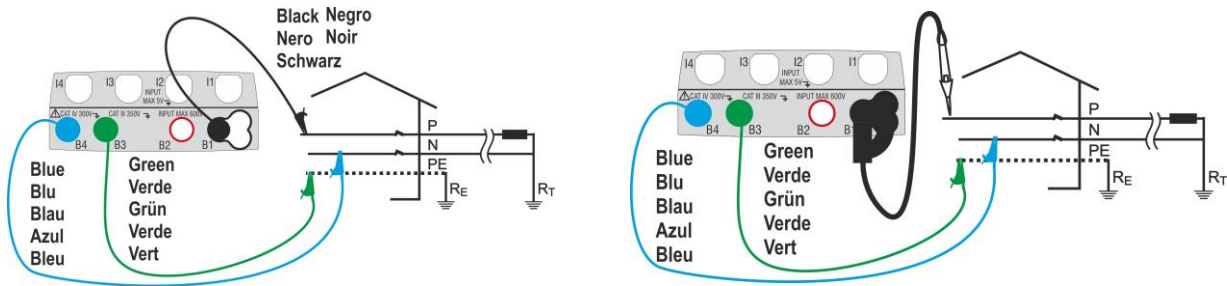 Black Negro
Nero Noir
Schwarz
I4 I3 I2 I1
INPUT
MAX 5V
CAT IV 300V CAT III 350V INPUT MAX 600V
B4 B3 B2 B1
P
N
PE
RE
RT
Blue
Blu
Blau
Azul
Bleu
Green
Verde
Grün
Verde
Vert
I4 I3 I2 I1
INPUT
MAX 5V
CAT IV 300V CAT III 350V INPUT MAX 600V
B4 B3 B2 B1
P
N
PE
RE
RT
Blue
Blu
Blau
Azul
Bleu
Green
Verde
Grün
Verde
Vert